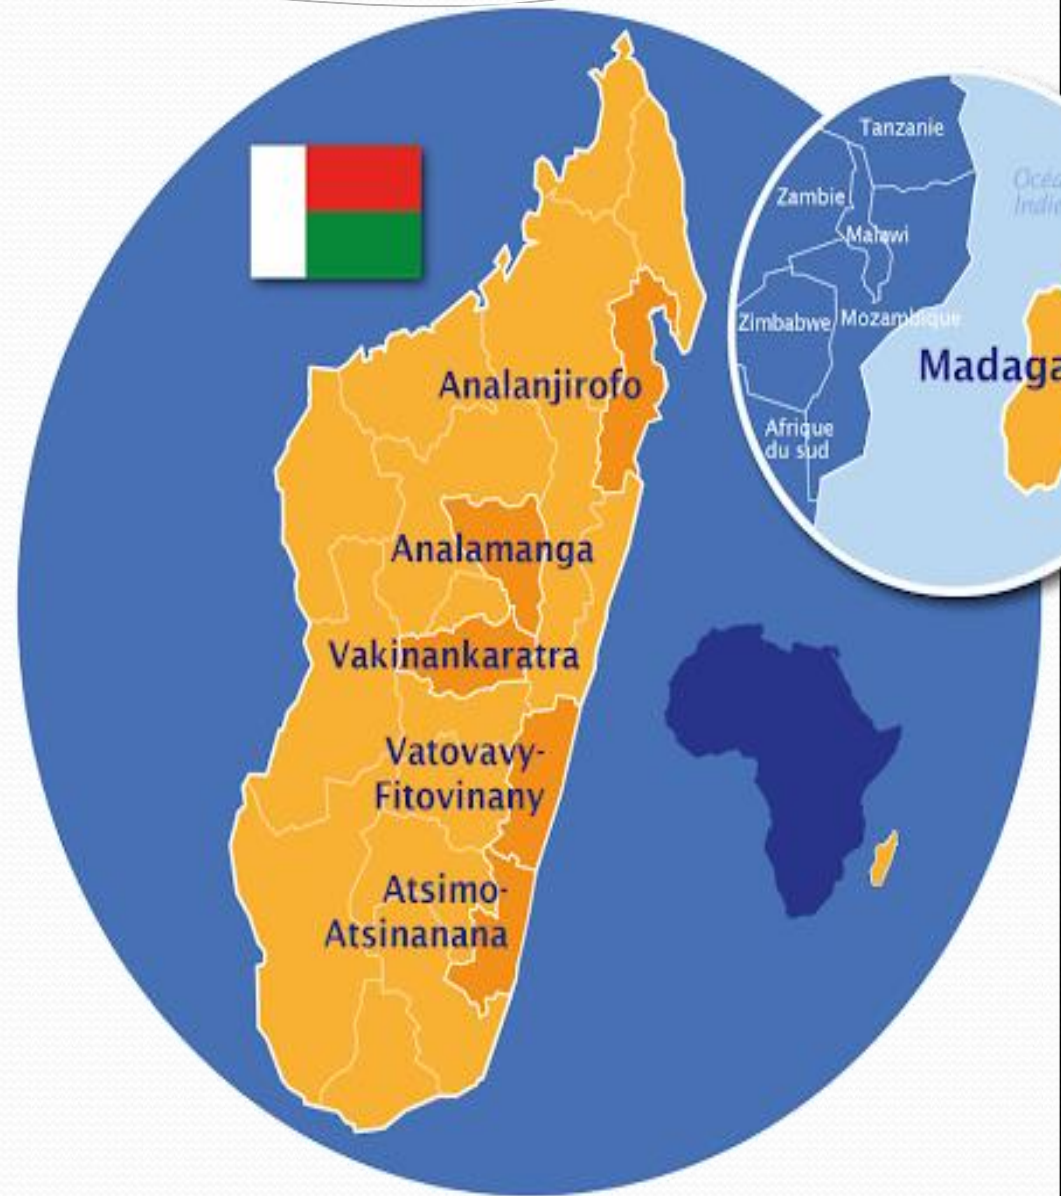 Tanzanie
Zambie
Malawi
Zimbabwe
Mozambique
Madaga
Afrique
du sud
Analanjirofo
Analamanga
Vakinankaratra
Vatovavy-
Fitovinany
Atsimo-
Atsinanana